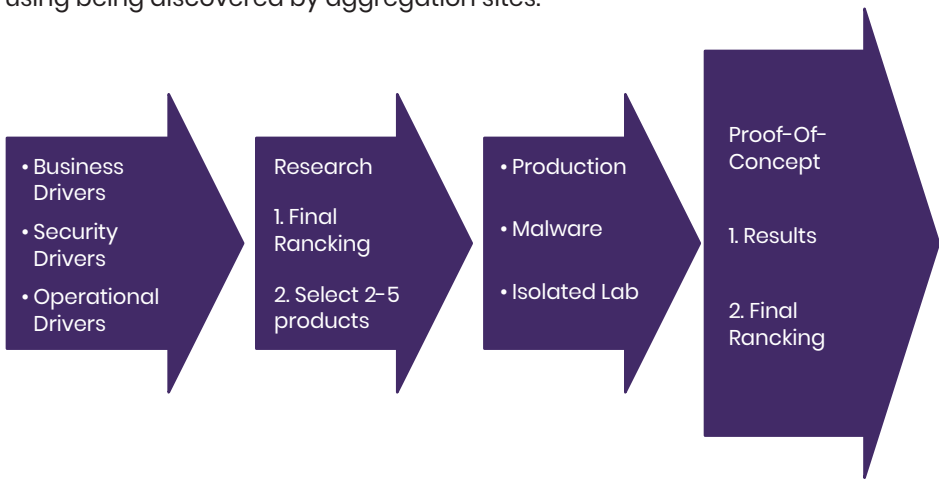 using being discovered by aggregation sites.
• Business
Drivers
• Security
Drivers
• Operational
Drivers
Research
1. Final
Rancking
2. Select 2-5
products
• Production
• Malware
• Isolated Lab
Proof-Of-
Concept
1. Results
2. Final
Rancking